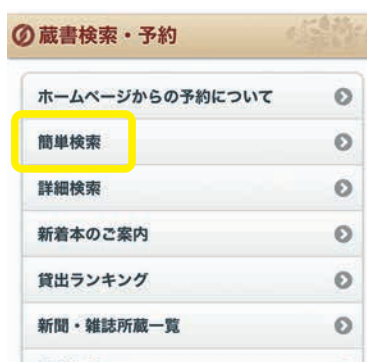 蔵書検索・予約
ホームページからの予約について
簡単検索
詳細検索
新着本のご案内
貸出ランキング
新聞・雑誌所蔵一覧